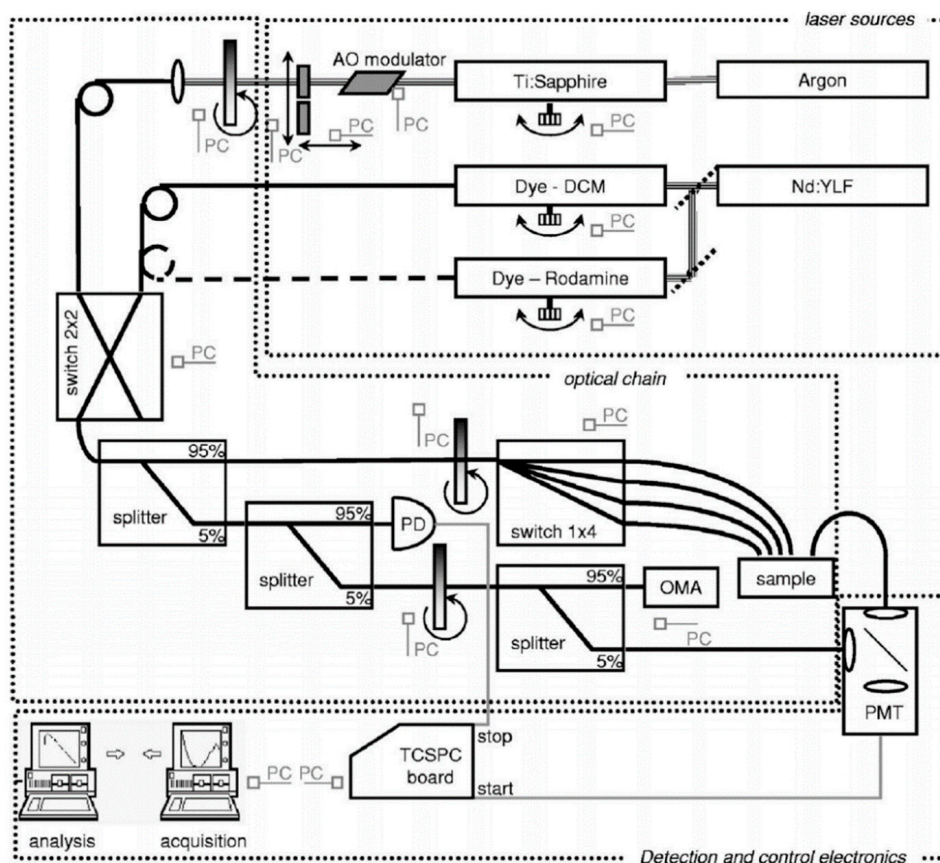 laser sources
AO modulator
Ti:Sapphire
Argon
PC
PC
PC
PC
PC
Dye - DCM
Nd:YLF
PC
Dye – Rodamine
PC
switch 2x2
PC
optical chain
95%
PC
PC
splitter
5%
95%
PD
switch 1x4
splitter
5%
95%
OMA
sample
PC
splitter
5%
PC
PMT
stop
TCSPC
board
start
PC
PC
analysis
acquisition
Detection and control electronics